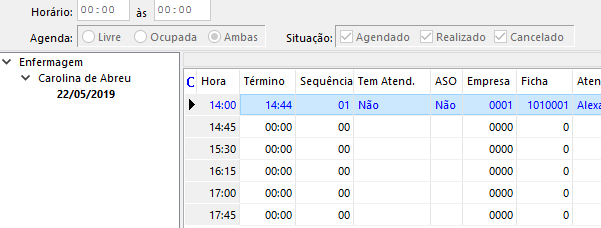 Horário: 00:00 às 00:00
Agenda: Livre Ocupada Ambas Situação: Agendado Realizado Cancelado
Enfermagem
Carolina de Abreu
22/05/2019
C Hora Término Sequência Tem Atend. ASO Empresa Ficha Aten
14:00 14:44 01 Não Não 0001 1010001 Alexa
14:45 00:00 00 0000 0
15:30 00:00 00 0000 0
16:15 00:00 00 0000 0
17:00 00:00 00 0000 0
17:45 00:00 00 0000 0